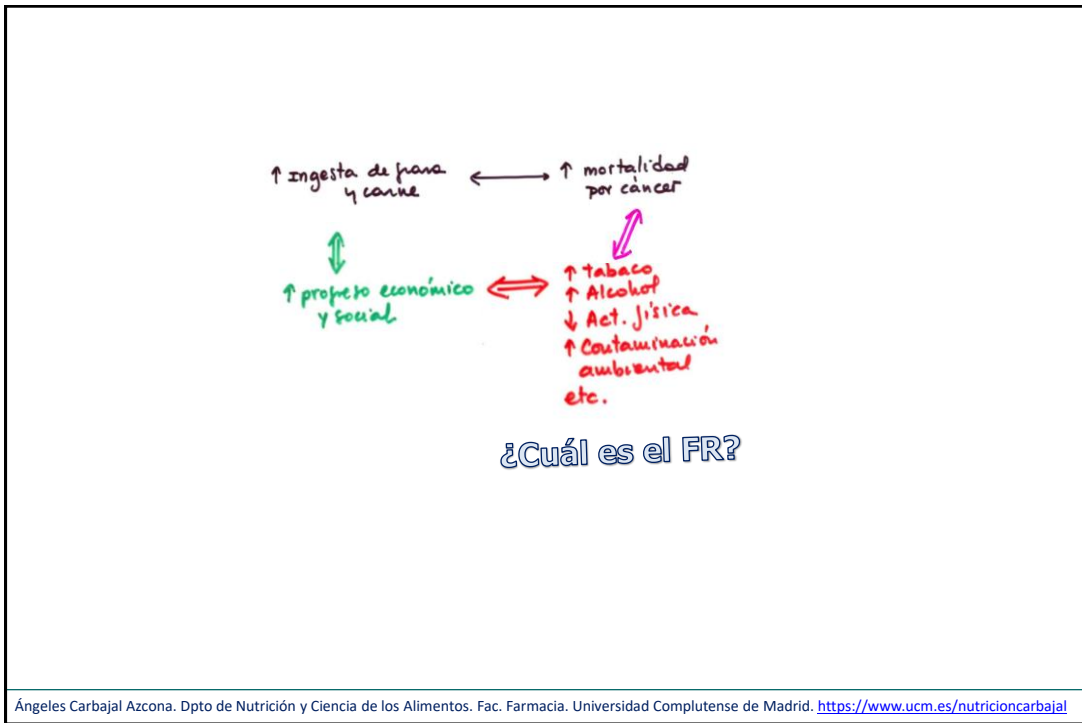 ↑ Ingesta de grasa
y carne
↑ mortalidad
por cáncer
↑ progreso económico
y social
↑ tabaco
↑ Alcohol
↓ Act. física
↑ Contaminación
ambiental
etc.
¿Cuál es el FR?
Ángeles Carbajal Azcona. Dpto de Nutrición y Ciencia de los Alimentos. Fac. Farmacia. Universidad Complutense de Madrid. https://www.ucm.es/nutricioncarbajal